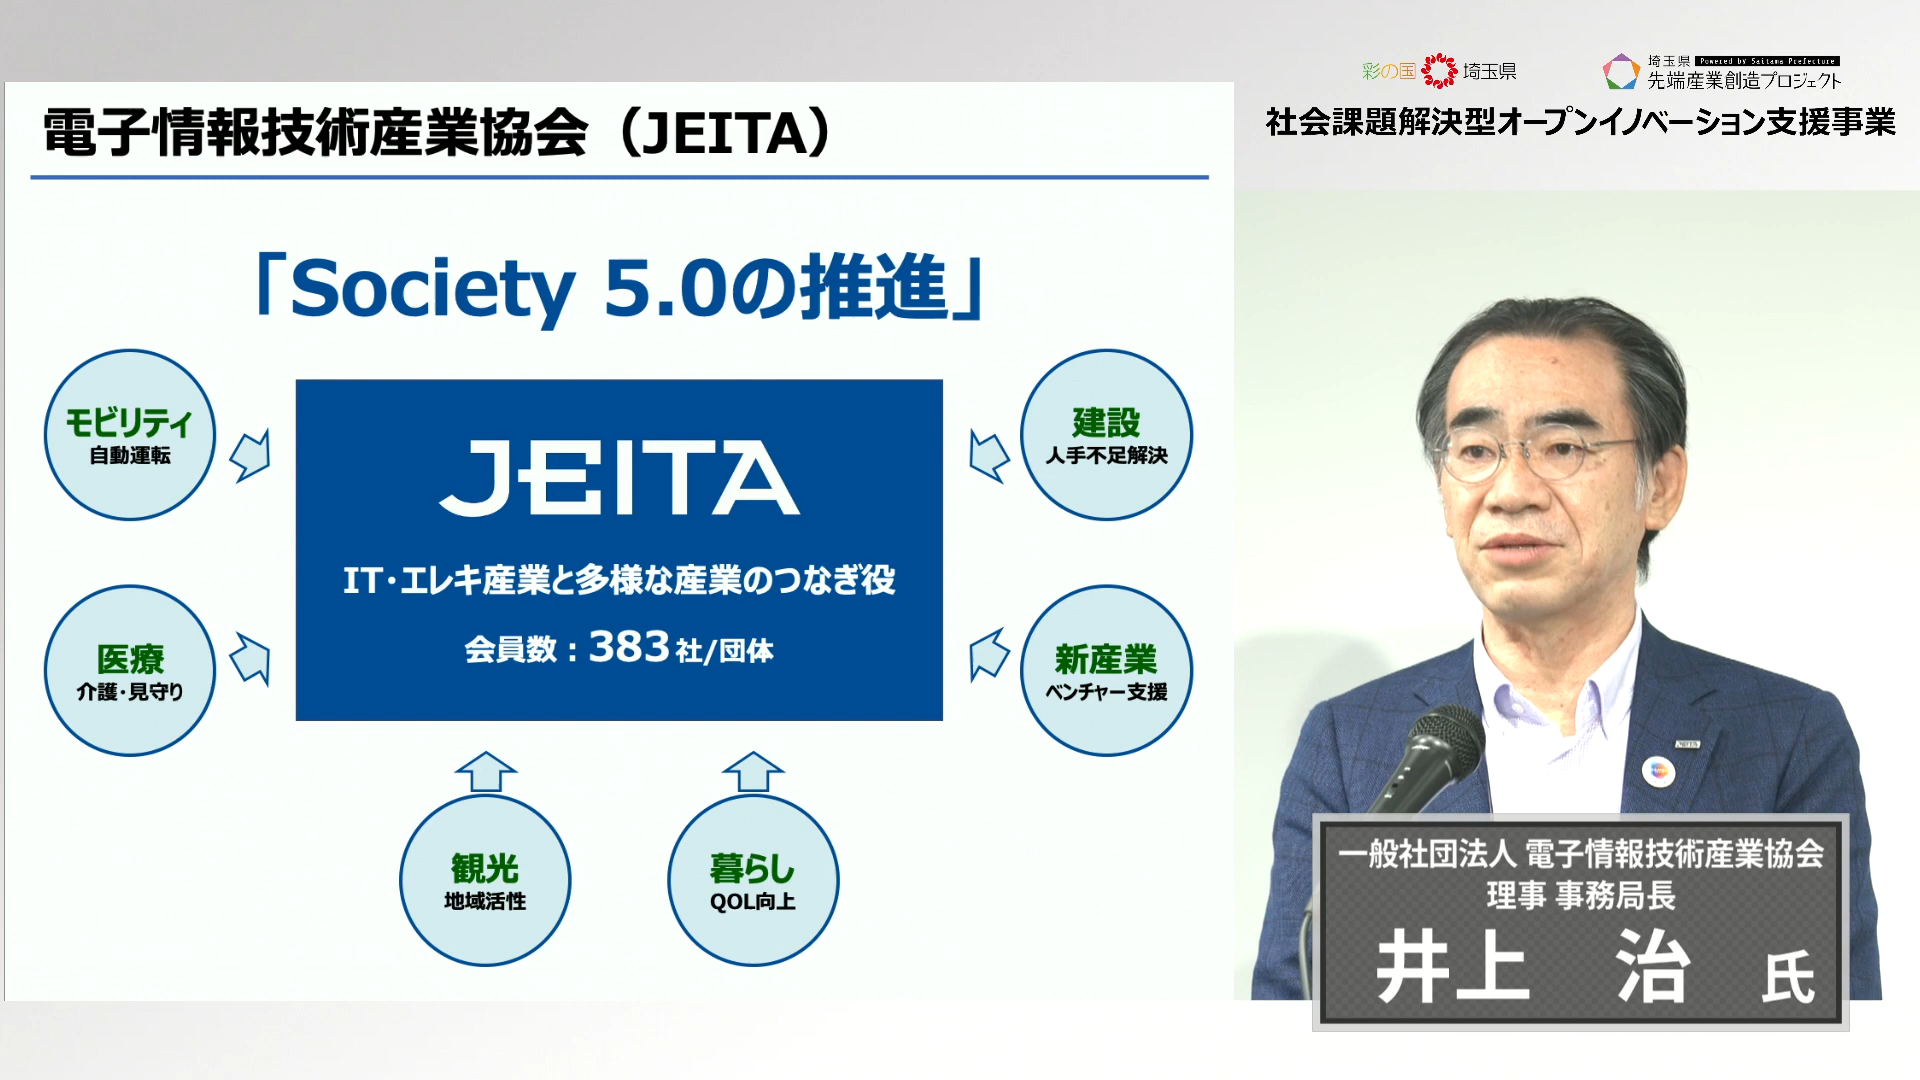 彩の国 埼玉県
埼玉県 Powered by Saitama Prefecture
先端産業創造プロジェクト
社会課題解決型オープンイノベーション支援事業
電子情報技術産業協会（JEITA）
「Society 5.0の推進」
モビリティ
自動運転
建設
人手不足解決
JEITA
IT・エレキ産業と多様な産業のつなぎ役
会員数：383社/団体
医療
介護・見守り
新産業
ベンチャー支援
観光
地域活性
暮らし
QOL向上
JEITA
一般社団法人 電子情報技術産業協会
理事 事務局長
井上 治 氏